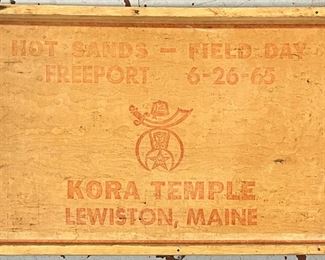 HOT SANDS - FIELD DAY
FREEPORT 6-26-65
KORA TEMPLE
LEWISTON, MAINE